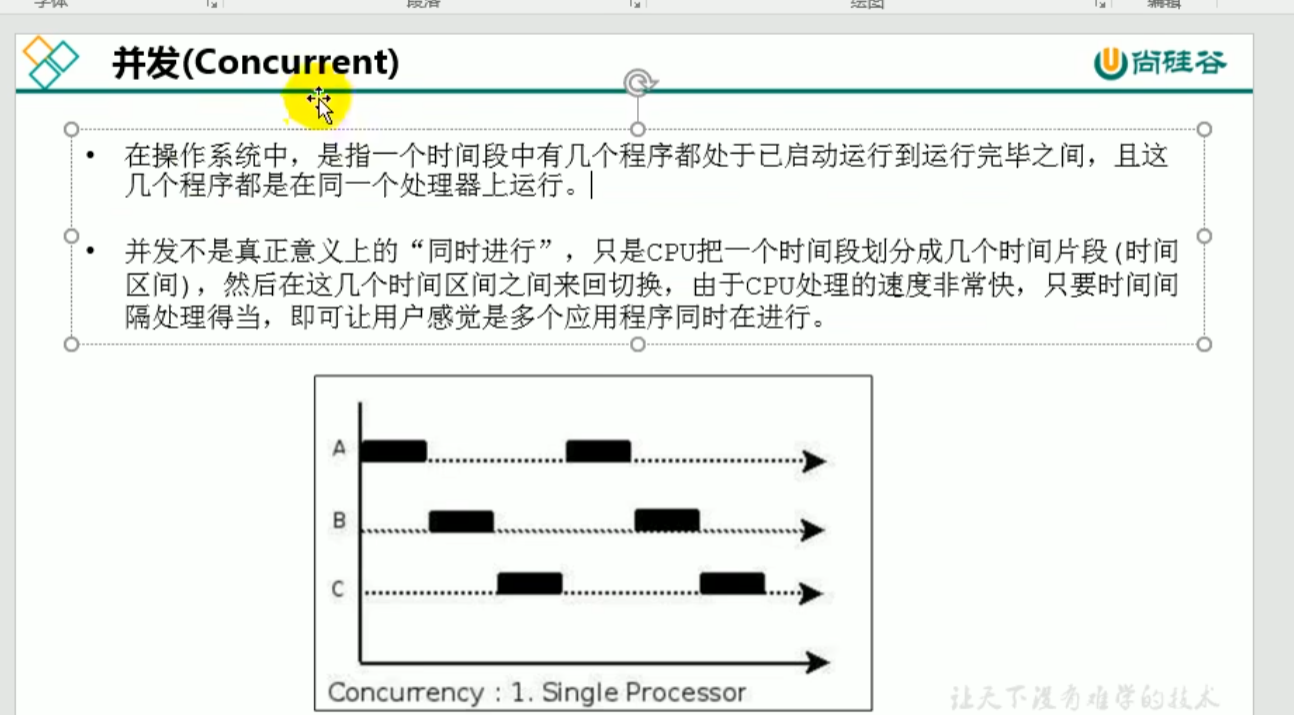 字体 段落 绘图 编辑
并发(Concurrent)
尚硅谷
• 在操作系统中，是指一个时间段中有几个程序都处于已启动运行到运行完毕之间，且这
几个程序都是在同一个处理器上运行。
• 并发不是真正意义上的“同时进行”，只是CPU把一个时间段划分成几个时间片段(时间
区间)，然后在这几个时间区间之间来回切换，由于CPU处理的速度非常快，只要时间间
隔处理得当，即可让用户感觉是多个应用程序同时在进行。
A
B
C
Concurrency : 1. Single Processor
让天下没有难学的技术